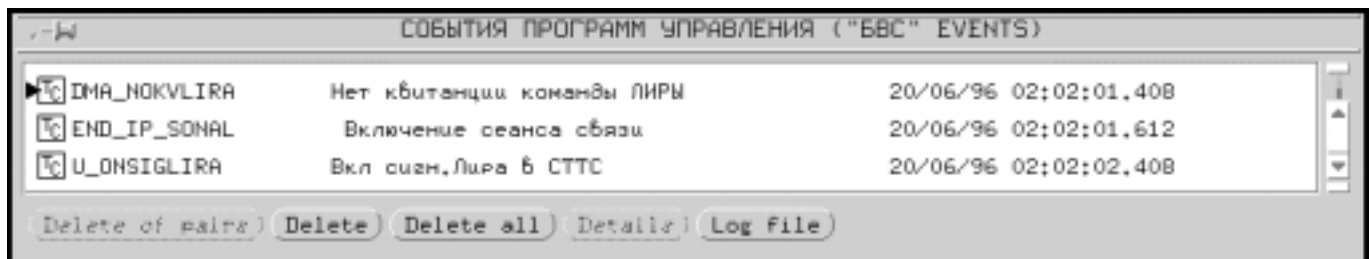 СОБЫТИЯ ПРОГРАММ УПРАВЛЕНИЯ ("БВС" EVENTS)
TC DMA_NOKVLIRA Нет квитанции команды ЛИРЫ 20/06/96 02:02:01.408
TC END_IP_SONAL Включение сеанса связи 20/06/96 02:02:01.612
TC U_ONSIGLIRA Вкл сигн.Лира в СТТС 20/06/96 02:02:02.408
Delete of pairs Delete Delete all Details Log file